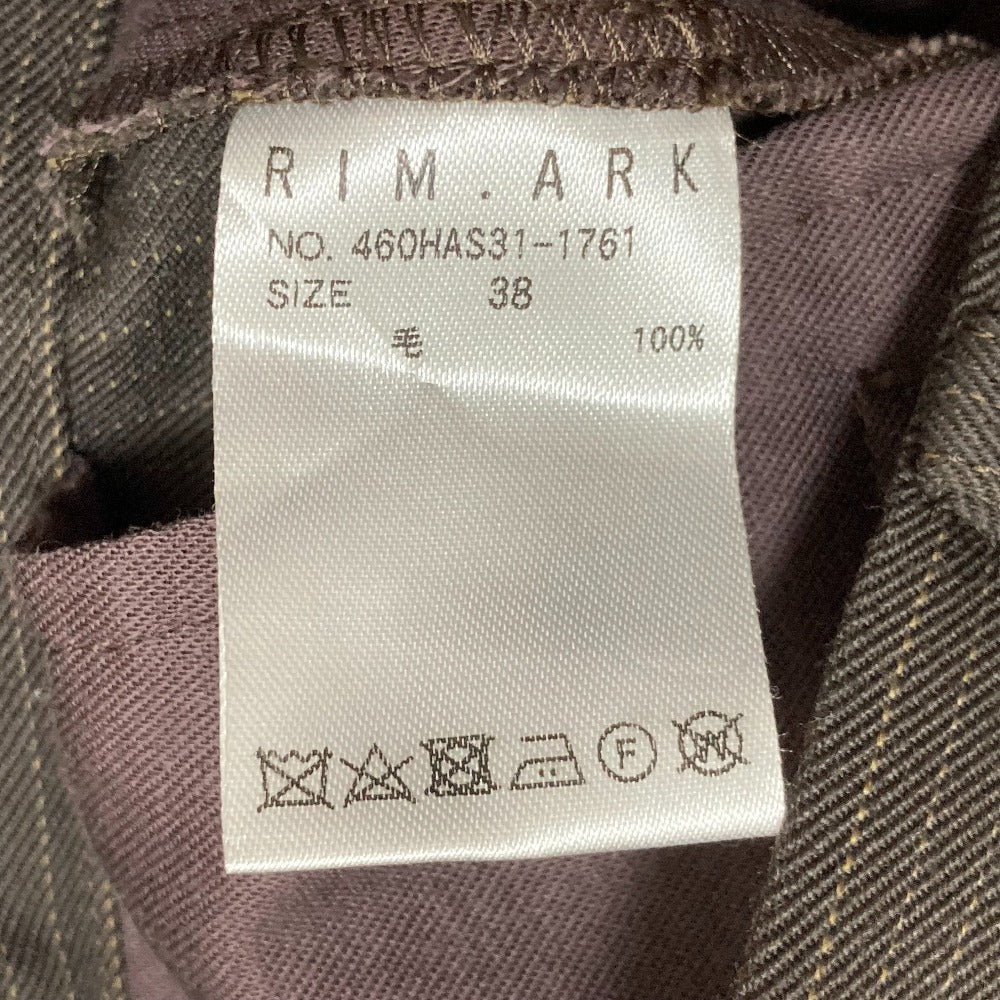 RIM.ARK
NO. 460HAS31-1761
SIZE 38
毛 100%
F W